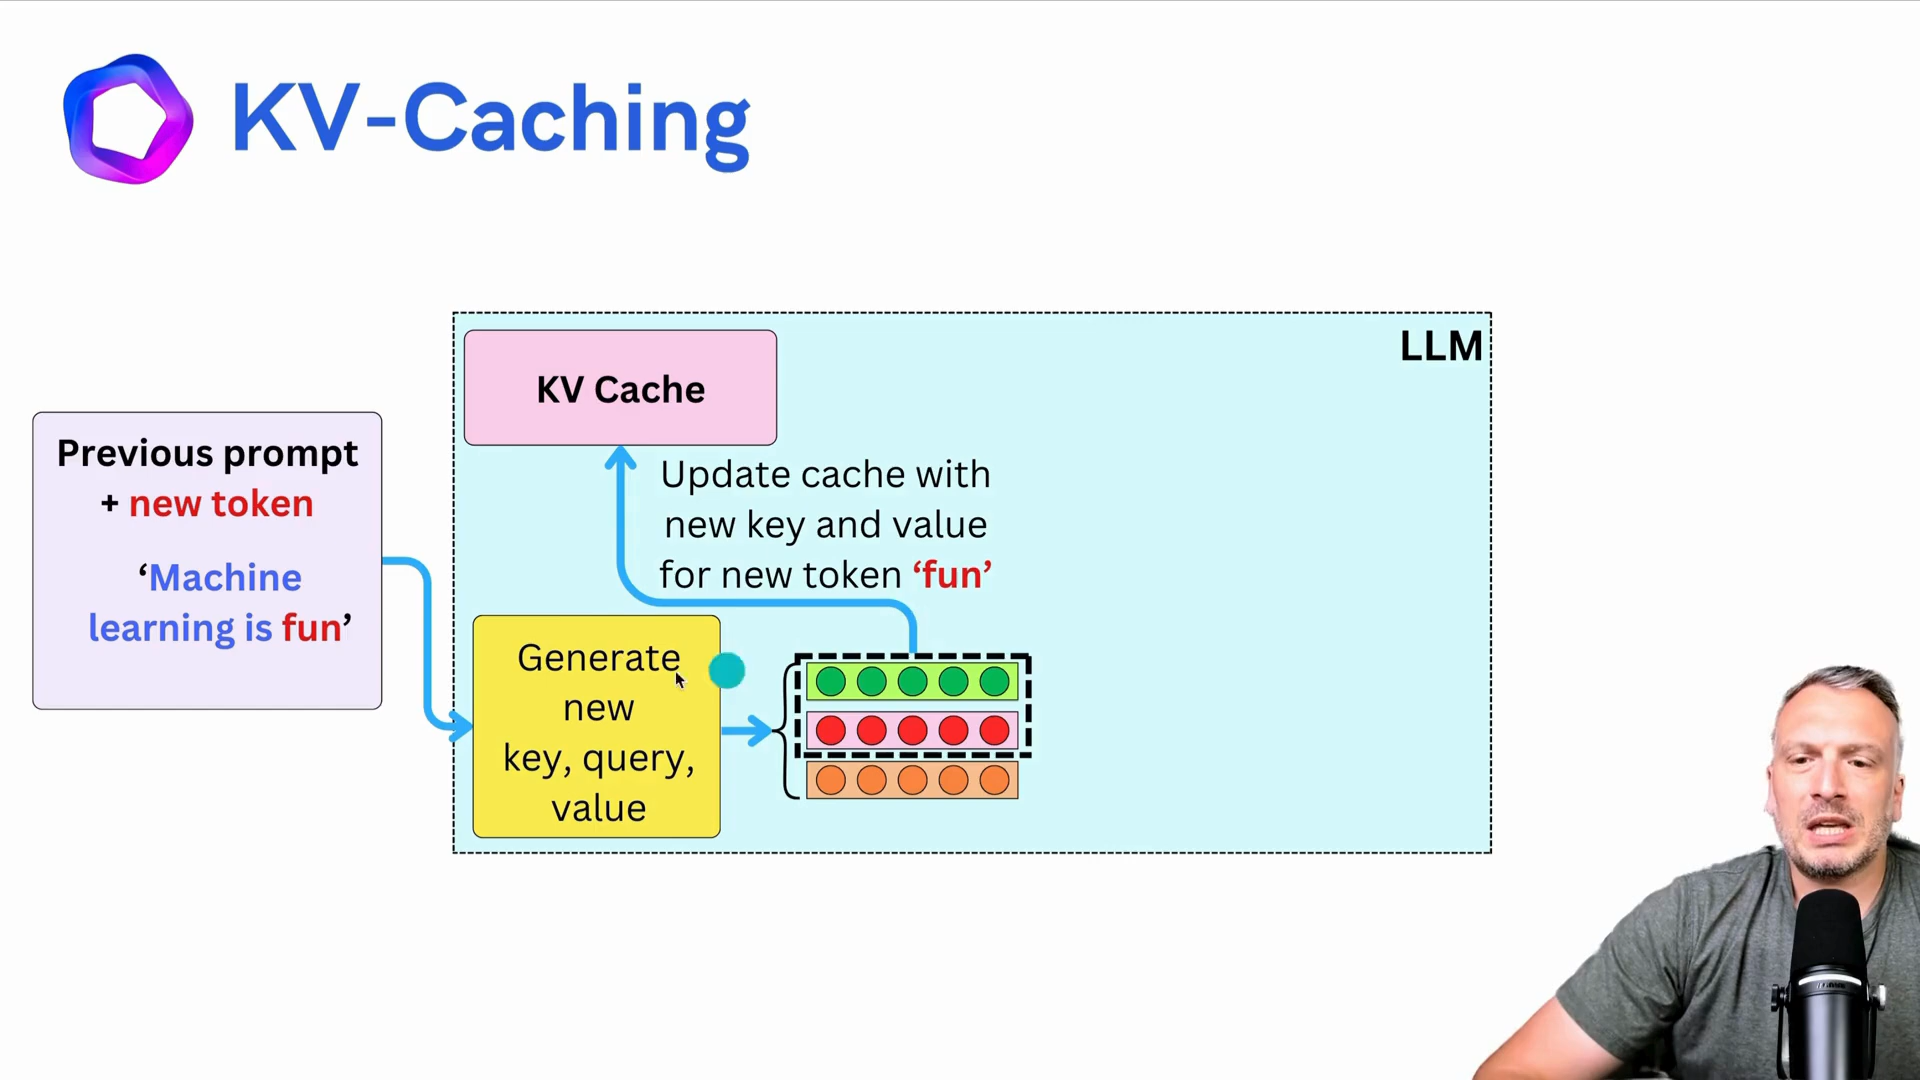 KV-Caching
LLM
KV Cache
Previous prompt
+ new token
‘Machine
learning is fun’
Update cache with
new key and value
for new token ‘fun’
Generate
new
key, query,
value